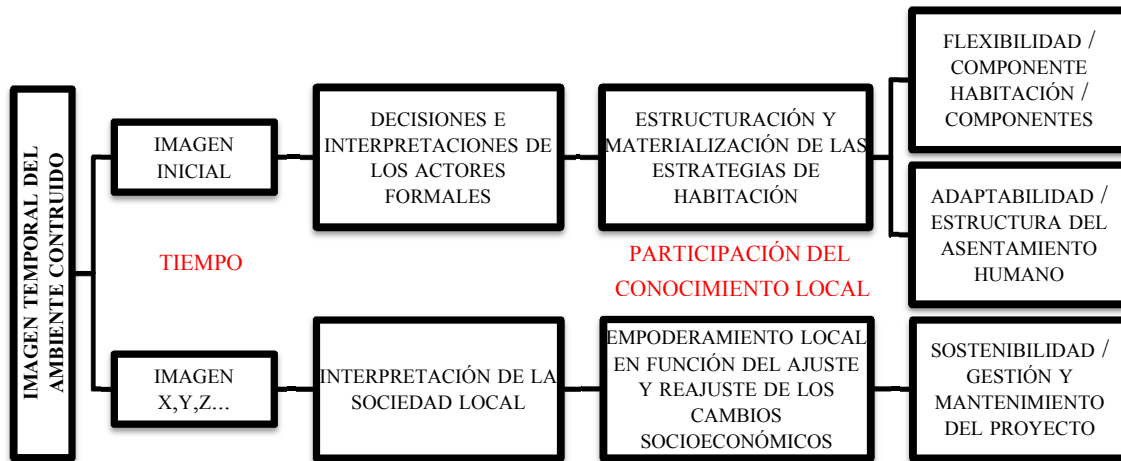 IMAGEN TEMPORAL DEL
AMBIENTE CONTRUIDO
IMAGEN
INICIAL
DECISIONES E
INTERPRETACIONES DE
LOS ACTORES
FORMALES
ESTRUCTURACIÓN Y
MATERIALIZACIÓN DE LAS
ESTRATEGIAS DE
HABITACIÓN
FLEXIBILIDAD /
COMPONENTE
HABITACIÓN /
COMPONENTES
ADAPTABILIDAD /
ESTRUCTURA DEL
ASENTAMIENTO
HUMANO
TIEMPO
PARTICIPACIÓN DEL
CONOCIMIENTO LOCAL
IMAGEN
X,Y,Z...
INTERPRETACIÓN DE LA
SOCIEDAD LOCAL
EMPODERAMIENTO LOCAL
EN FUNCIÓN DEL AJUSTE
Y REAJUSTE DE LOS
CAMBIOS
SOCIOECONÓMICOS
SOSTENIBILIDAD /
GESTIÓN Y
MANTENIMIENTO
DEL PROYECTO